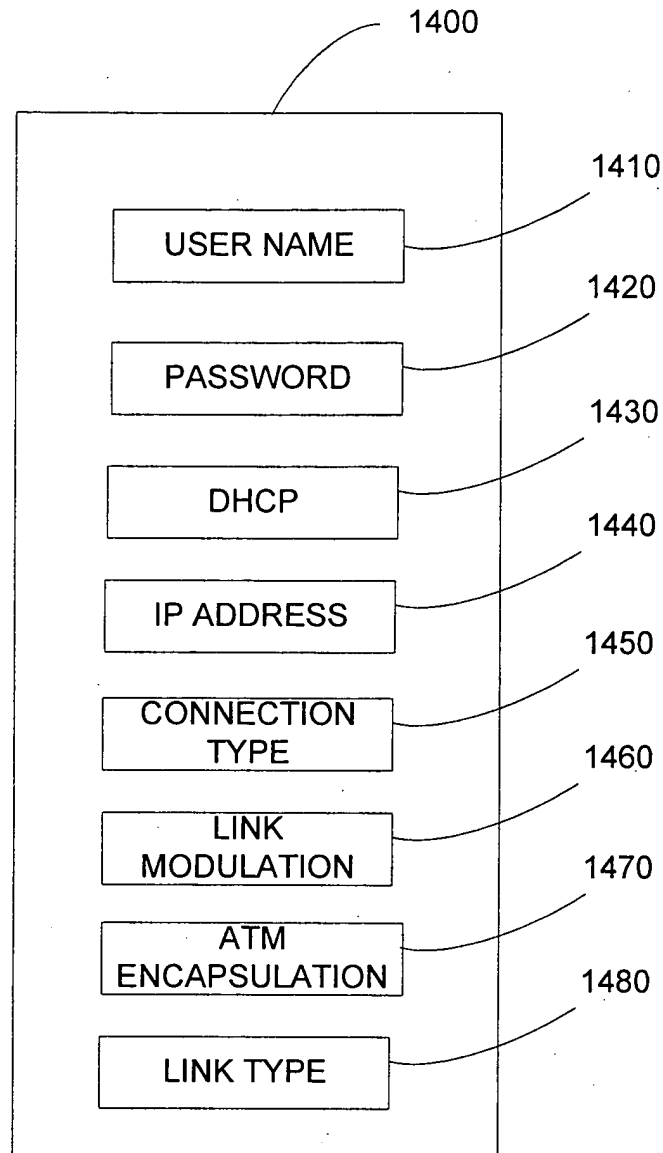 1400
1410
USER NAME
1420
PASSWORD
1430
DHCP
1440
IP ADDRESS
1450
CONNECTION
TYPE
1460
LINK
MODULATION
1470
ATM
ENCAPSULATION
1480
LINK TYPE